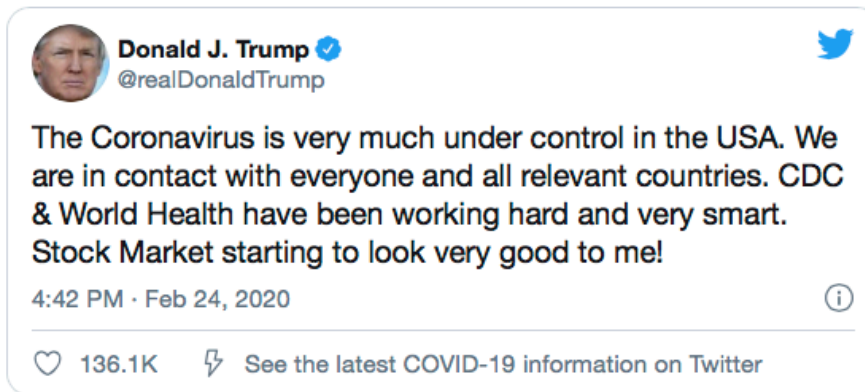 Donald J. Trump
@realDonaldTrump
The Coronavirus is very much under control in the USA. We
are in contact with everyone and all relevant countries. CDC
& World Health have been working hard and very smart.
Stock Market starting to look very good to me!
4:42 PM · Feb 24, 2020
136.1K See the latest COVID-19 information on Twitter